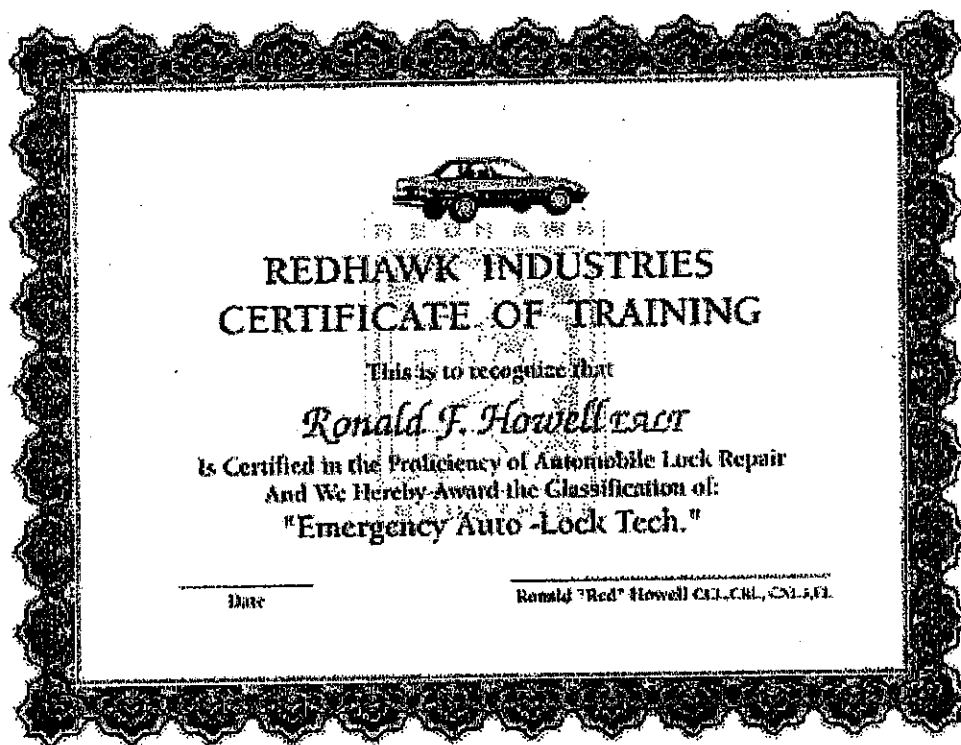 REDHAWK
REDHAWK INDUSTRIES
CERTIFICATE OF TRAINING
This is to recognize that
Ronald F. Howell EALT
Is Certified in the Proficiency of Automobile Lock Repair
And We Hereby Award the Classification of:
"Emergency Auto -Lock Tech."
Date
Ronald "Red" Howell